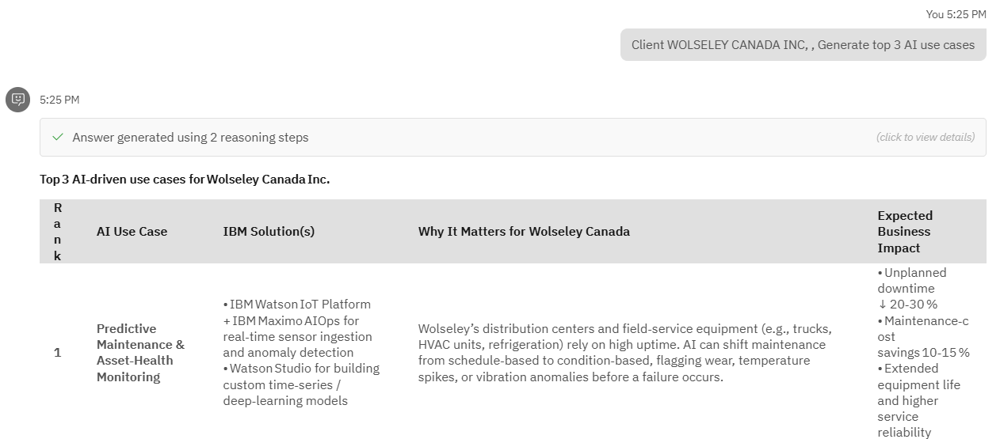 You 5:25 PM
Client WOLSELEY CANADA INC, , Generate top 3 AI use cases
5:25 PM
Answer generated using 2 reasoning steps
(click to view details)
Top 3 AI-driven use cases for Wolseley Canada Inc.
R
a
n
k
AI Use Case
IBM Solution(s)
Why It Matters for Wolseley Canada
Expected
Business
Impact
1
Predictive
Maintenance &
Asset-Health
Monitoring
• IBM Watson IoT Platform
+ IBM Maximo AIOps for
real-time sensor ingestion
and anomaly detection
• Watson Studio for building
custom time-series /
deep-learning models
Wolseley’s distribution centers and field-service equipment (e.g., trucks,
HVAC units, refrigeration) rely on high uptime. AI can shift maintenance
from schedule-based to condition-based, flagging wear, temperature
spikes, or vibration anomalies before a failure occurs.
• Unplanned
downtime
↓ 20-30 %
• Maintenance-c
ost
savings 10-15 %
• Extended
equipment life
and higher
service
reliability